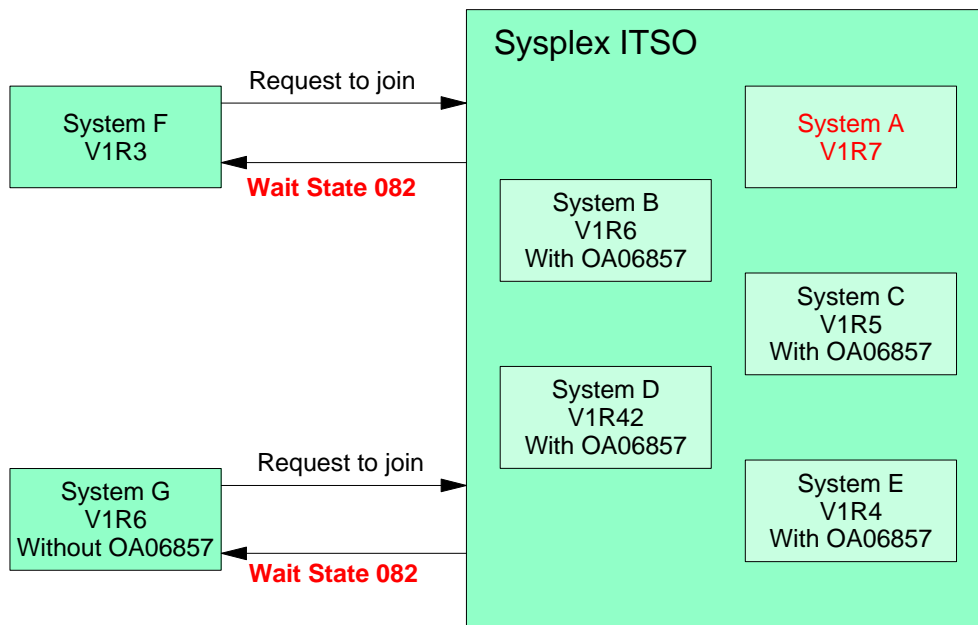 Sysplex ITSO
Request to join
System F
V1R3
Wait State 082
System A
V1R7
System B
V1R6
With OA06857
System C
V1R5
With OA06857
System D
V1R42
With OA06857
Request to join
System G
V1R6
Without OA06857
Wait State 082
System E
V1R4
With OA06857